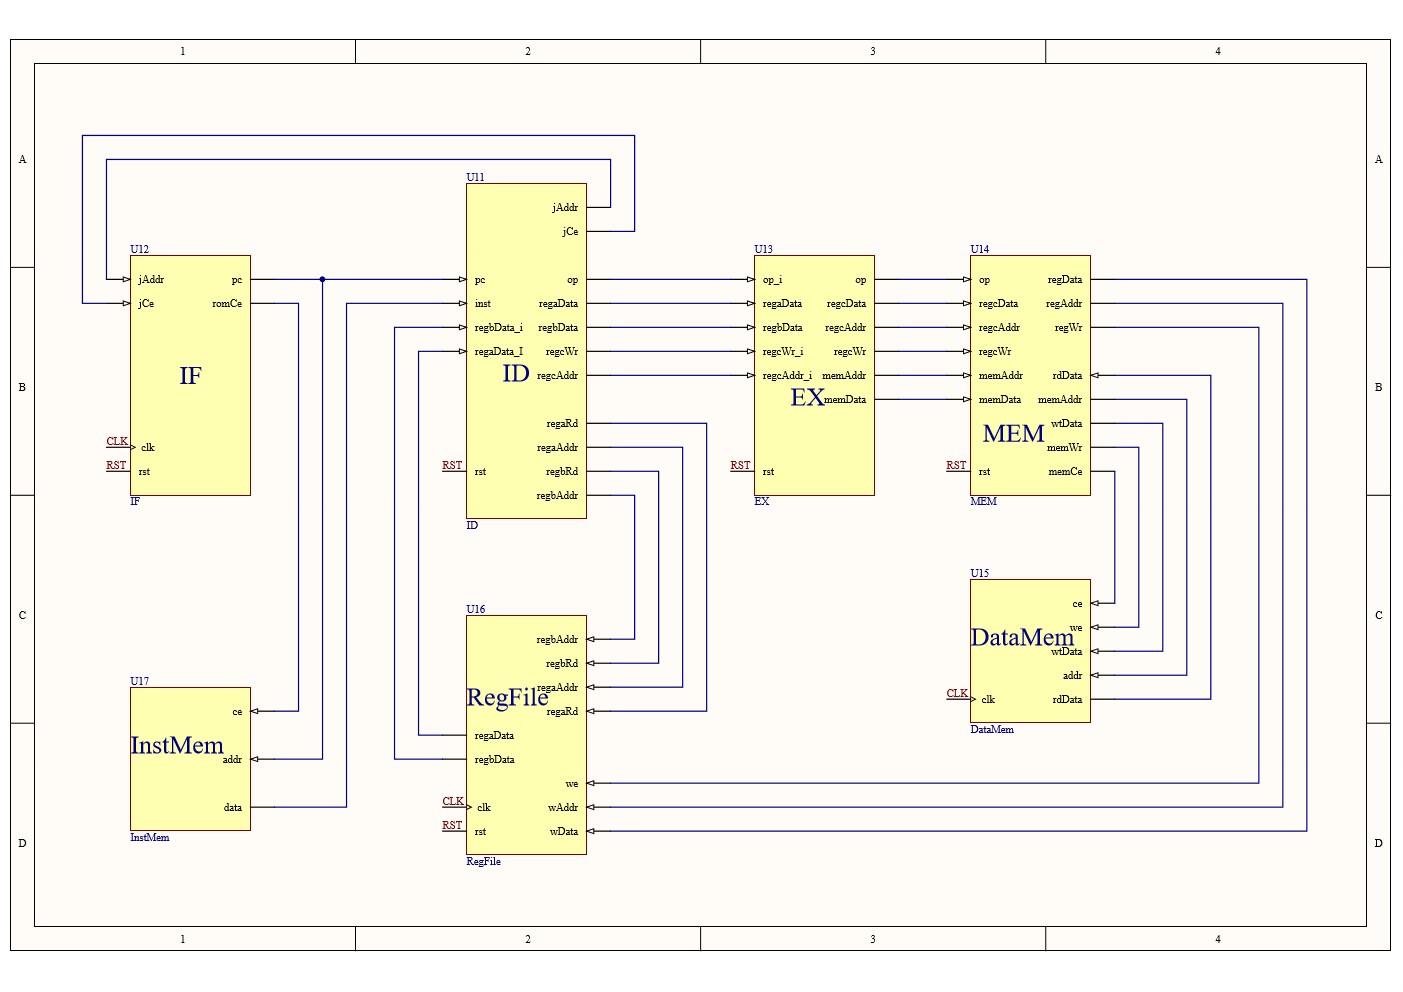 1 2 3 4
A A
B B
C C
D D
U12
jAddr pc
jCe romCe
IF
CLK clk
RST rst
IF
U11
jAddr
jCe
pc op
inst regaData
regbData_i regbData
regaData_I regcWr
ID
regcAddr
regaRd
regaAddr
RST rst regbRd
regbAddr
ID
U13
op_i op
regaData regcData
regbData regcAddr
regcWr_i regcWr
regcAddr_i memAddr
EX
memData
RST rst
EX
U14
op regData
regcData regAddr
regcAddr regWr
regcWr
memAddr rdData
memData memAddr
wtData
MEM
memWr
RST rst memCe
MEM
U15
ce
we
DataMem
wtData
addr
CLK clk rdData
DataMem
U16
regbAddr
regbRd
regaAddr
RegFile
regaRd
regaData
regbData
we
CLK clk wAddr
RST rst wData
RegFile
U17
ce
InstMem
addr
data
InstMem
1 2 3 4